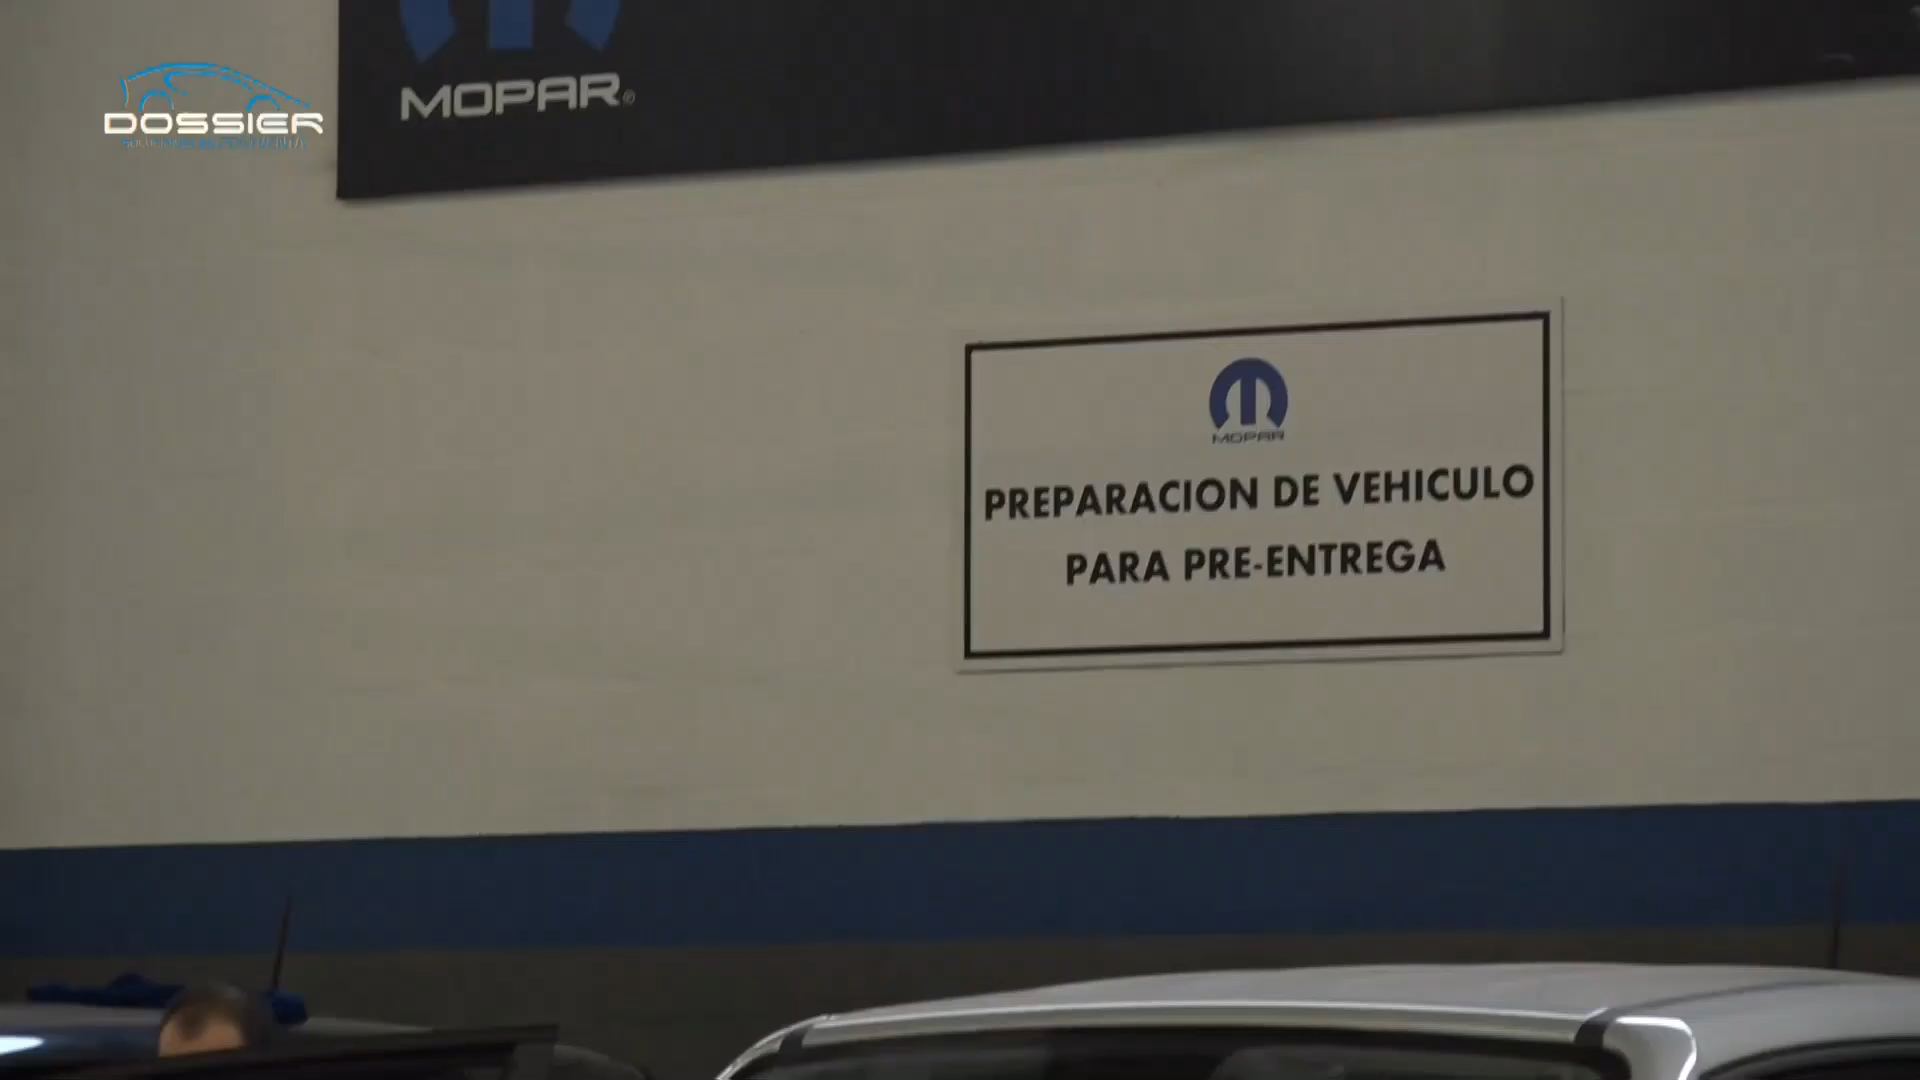 MOPAR®
DOSSIER
MOPAR
PREPARACION DE VEHICULO
PARA PRE-ENTREGA